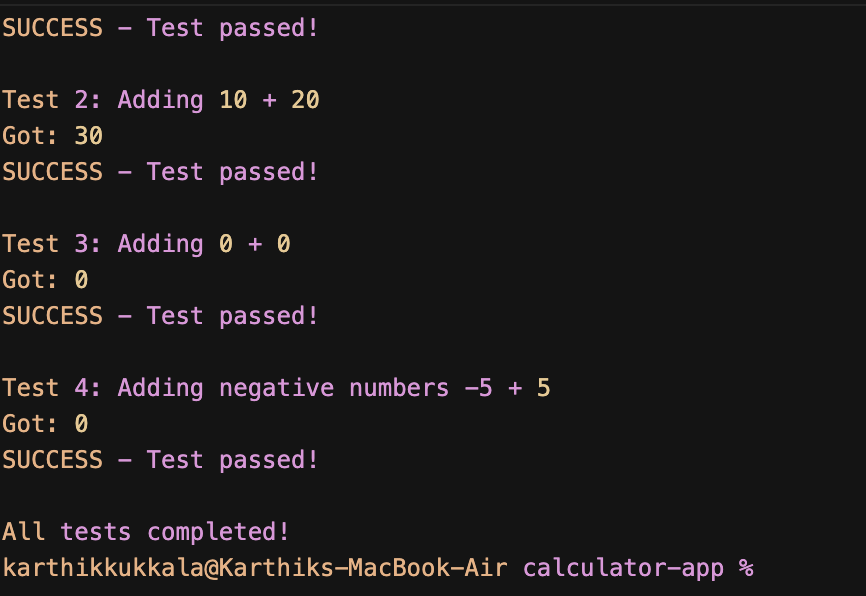 SUCCESS - Test passed!
Test 2: Adding 10 + 20
Got: 30
SUCCESS - Test passed!
Test 3: Adding 0 + 0
Got: 0
SUCCESS - Test passed!
Test 4: Adding negative numbers -5 + 5
Got: 0
SUCCESS - Test passed!
All tests completed!
karthikkukkala@Karthiks-MacBook-Air calculator-app %